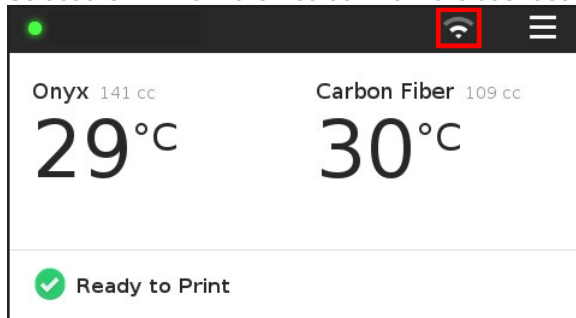 Onyx 141 cc
Carbon Fiber 109 cc
29°C
30°C
Ready to Print